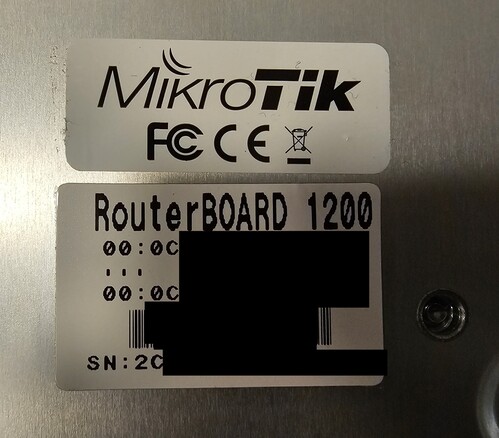 MikroTik
FC CE
RouterBOARD 1200
00:0C
...
00:0C
SN:2C